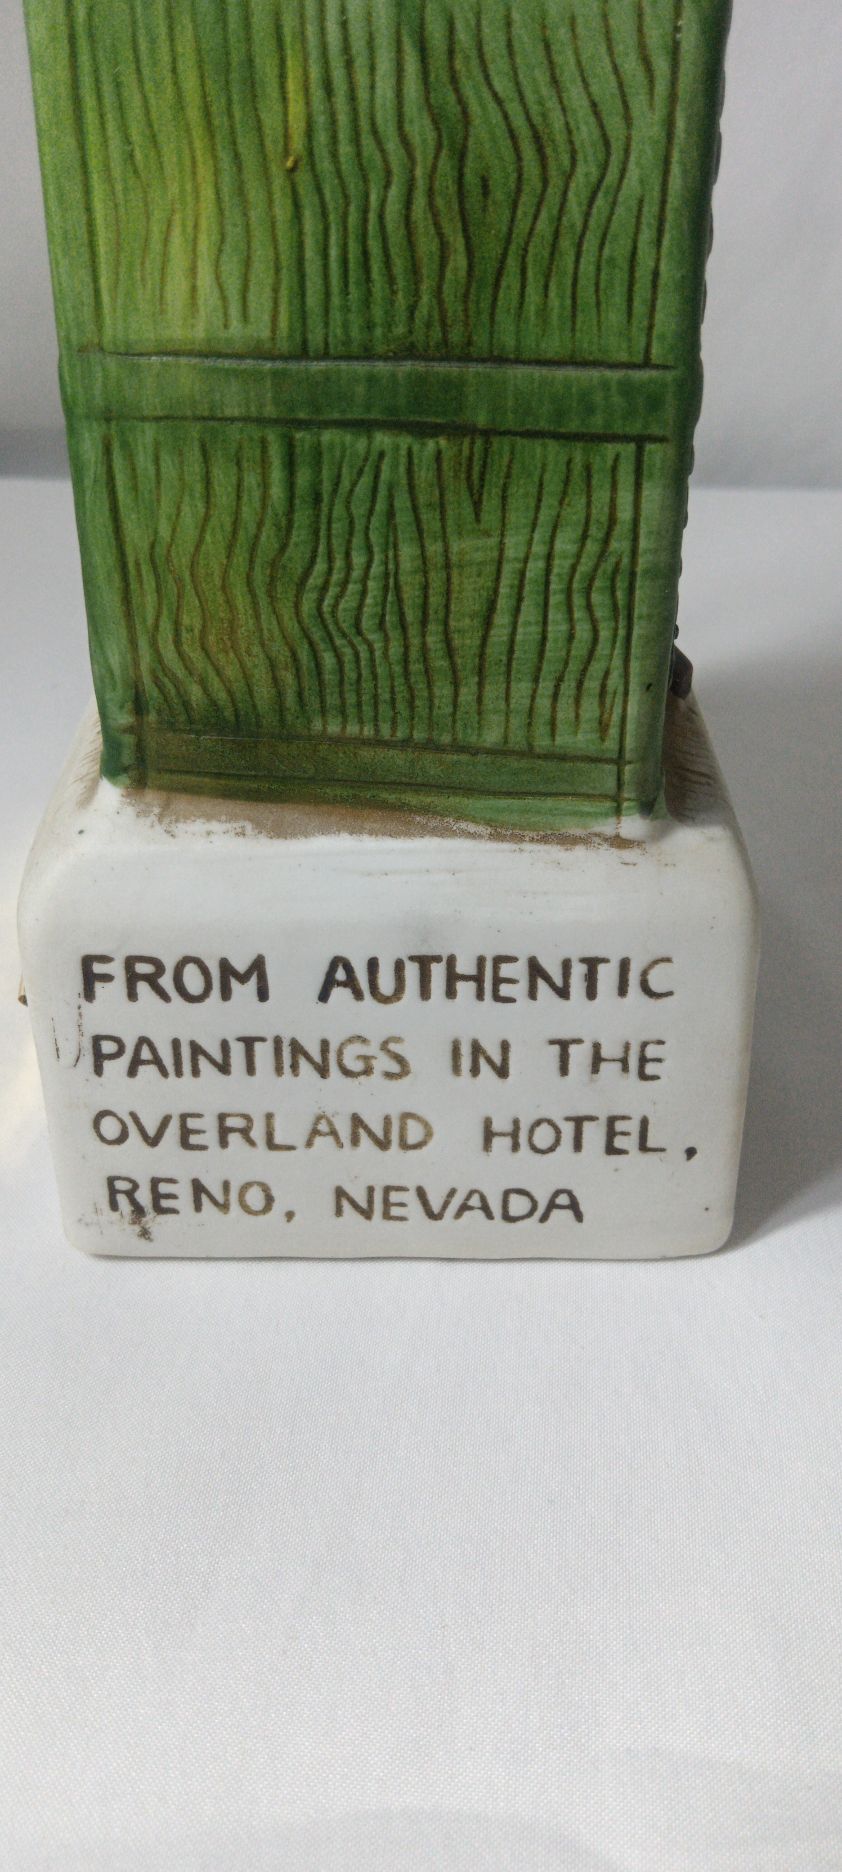 FROM AUTHENTIC
PAINTINGS IN THE
OVERLAND HOTEL,
RENO, NEVADA